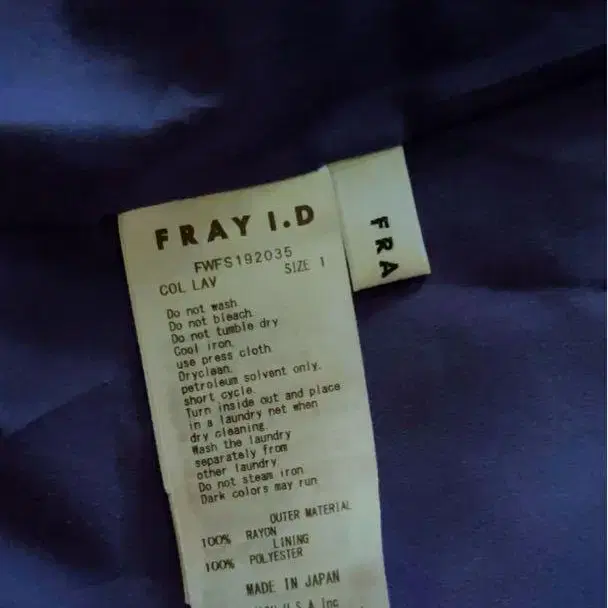 FRAY I.D
FWFS192035
COL LAV SIZE 1
Do not wash.
Do not bleach.
Do not tumble dry
Cool iron.
use press cloth
Dryclean.
petroleum solvent only.
short cycle.
Turn inside out and place
in a laundry net when
dry cleaning.
Wash the laundry
separately from
other laundry
Do not steam iron
Dark colors may run
OUTER MATERIAL
100% RAYON
LINING
100% POLYESTER
MADE IN JAPAN
U.S.A Inc
FRA